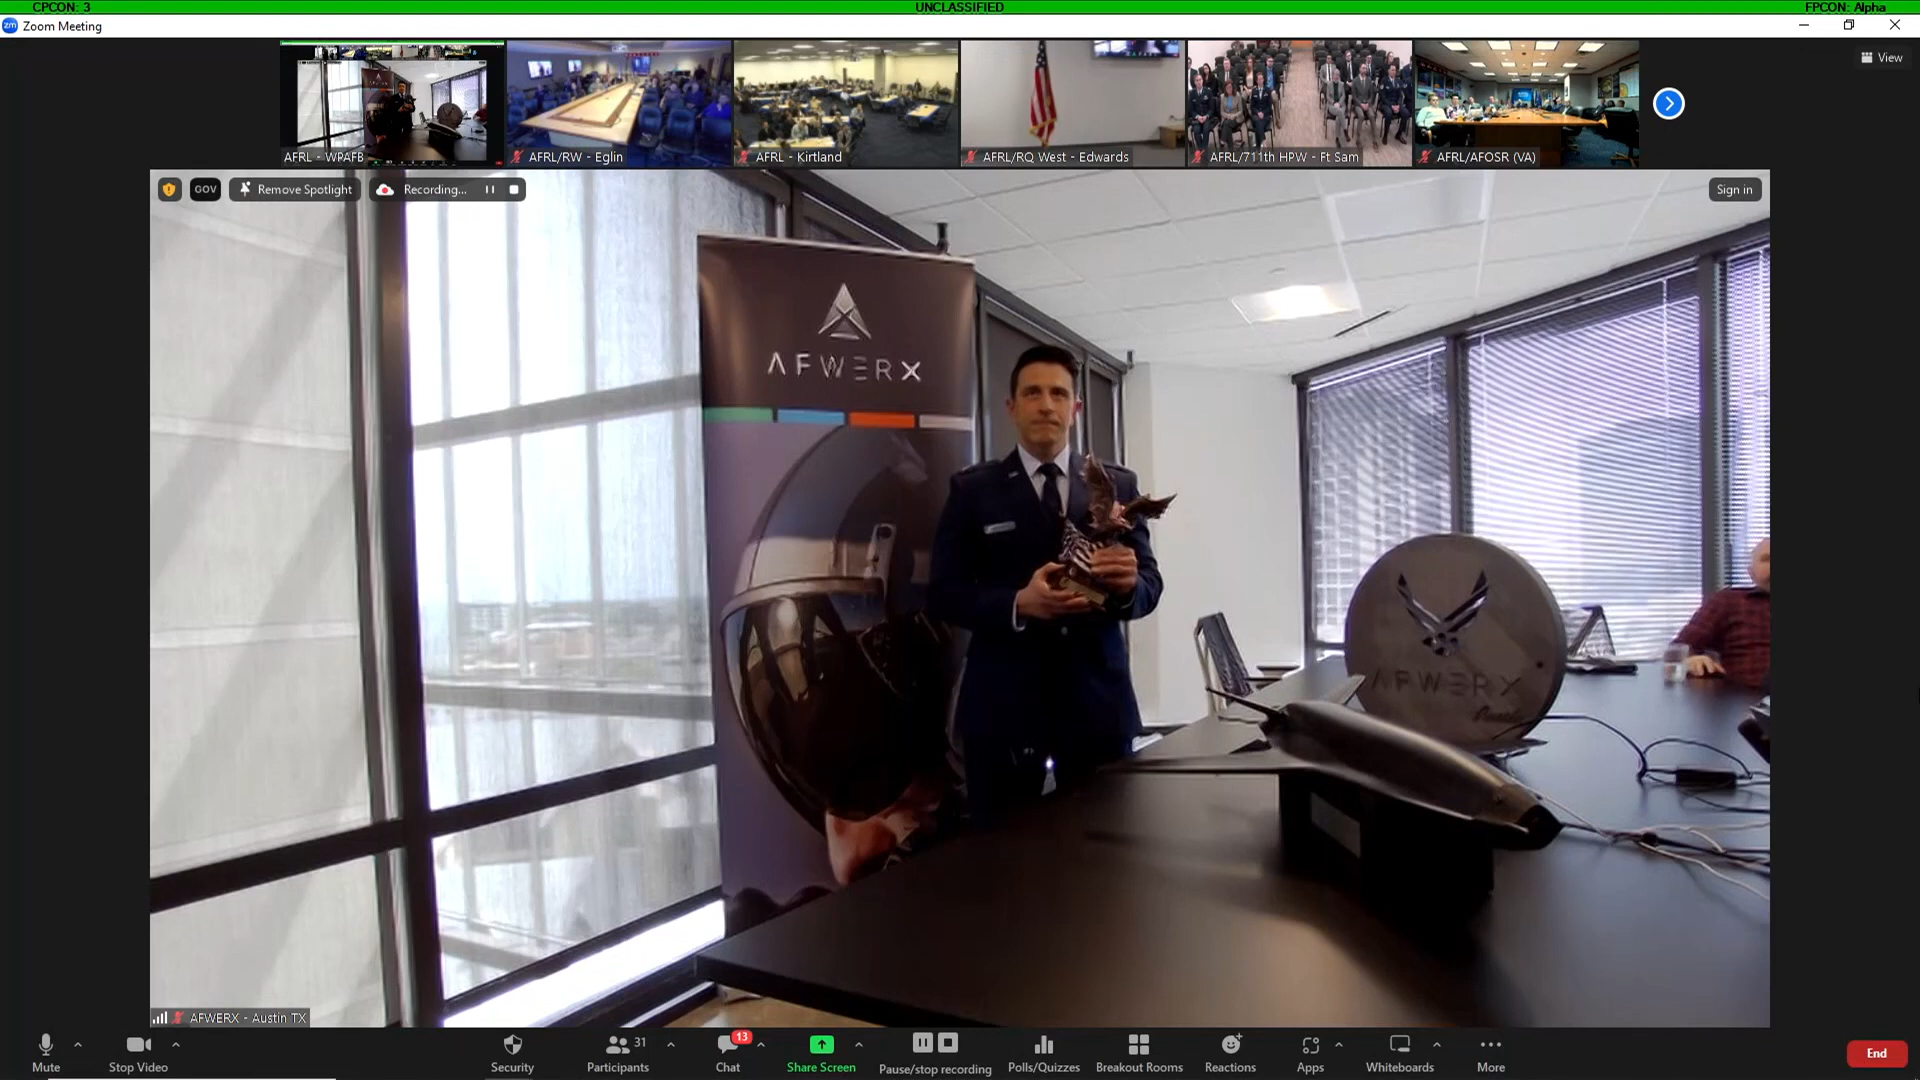 CPCON: 3
UNCLASSIFIED
FPCON: Alpha
zm Zoom Meeting
View
AFRL - WPAFB
AFRL/RW - Eglin
AFRL - Kirtland
AFRL/RQ West - Edwards
AFRL/711th HPW - Ft Sam
AFRL/AFOSR (VA)
GOV
Remove Spotlight
Recording...
Sign in
AFWERX
AFWERX
AFWERX - Austin TX
Mute
Stop Video
Security
31
Participants
13
Chat
Share Screen
Pause/stop recording
Polls/Quizzes
Breakout Rooms
Reactions
Apps
Whiteboards
More
End